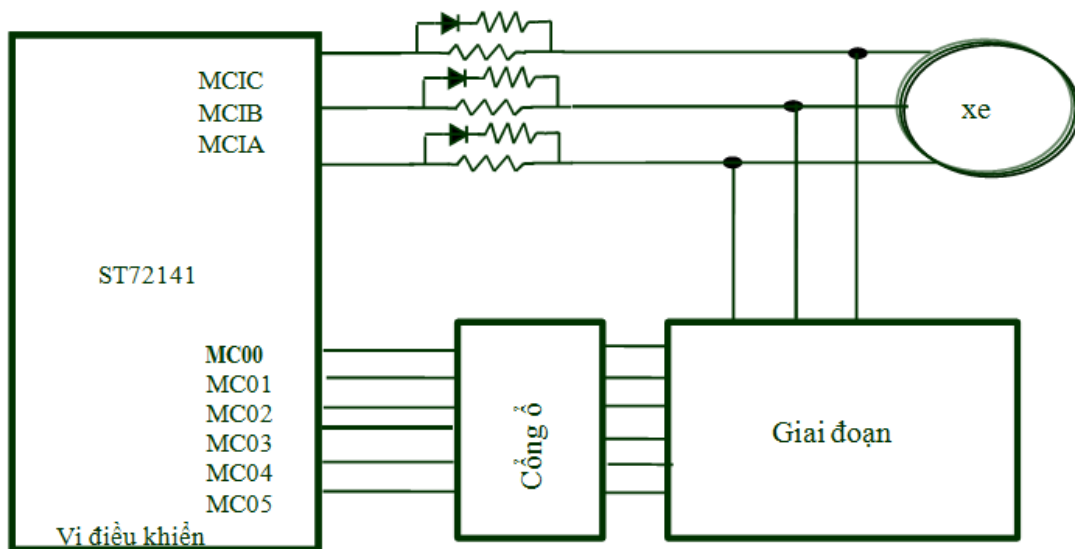 MCIC
MCIB
MCIA
xe
ST72141
MC00
MC01
MC02
MC03
MC04
MC05
Vi điều khiển
Cổng ổ
Giai đoạn